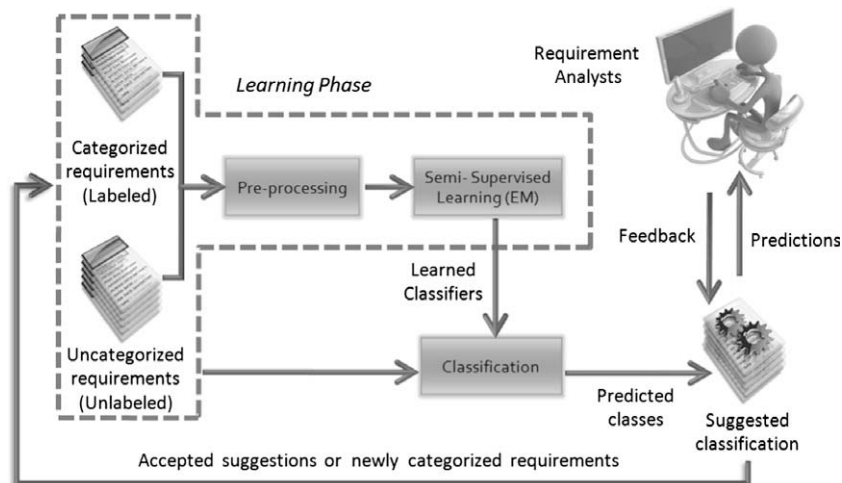 Learning Phase
Requirement
Analysts
Categorized
requirements
(Labeled)
Pre-processing
Semi- Supervised
Learning (EM)
Feedback
Predictions
Learned
Classifiers
Uncategorized
requirements
(Unlabeled)
Classification
Predicted
classes
Suggested
classification
Accepted suggestions or newly categorized requirements